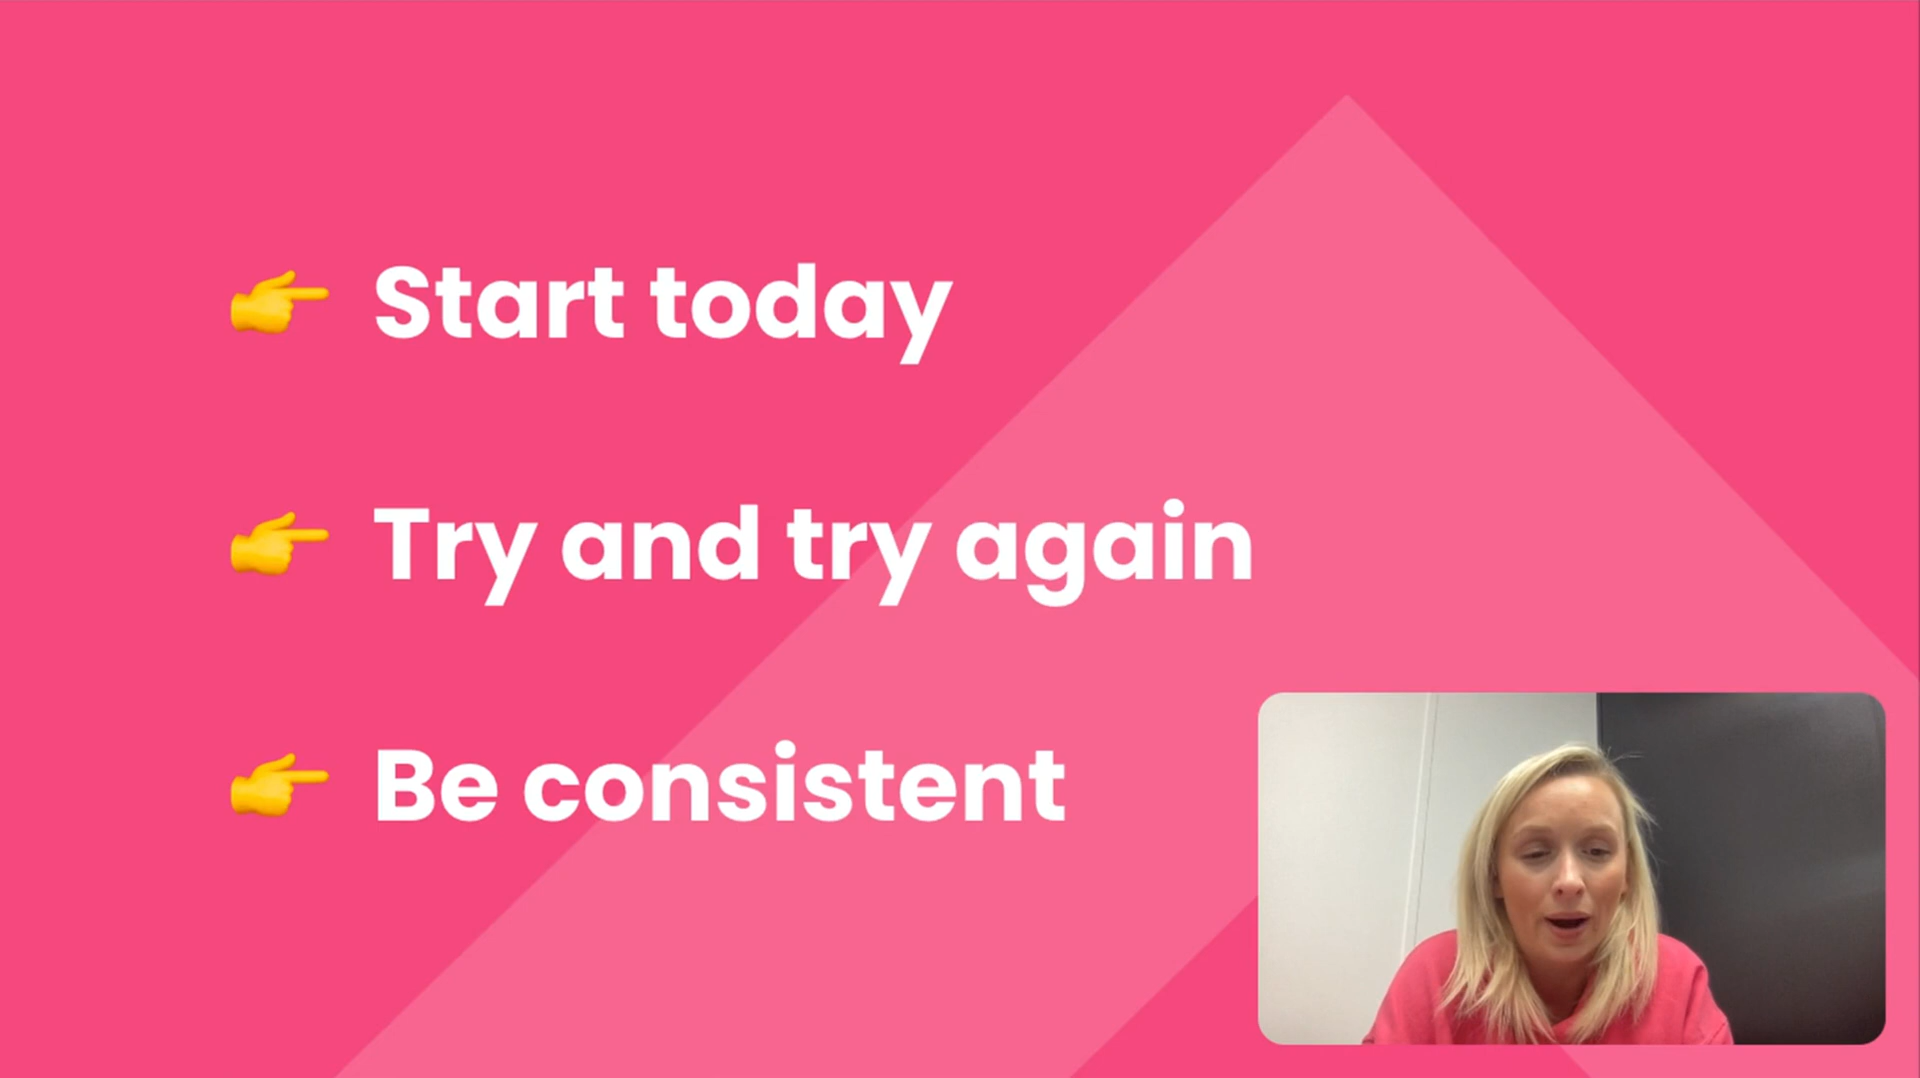 👉 Start today
👉 Try and try again
👉 Be consistent